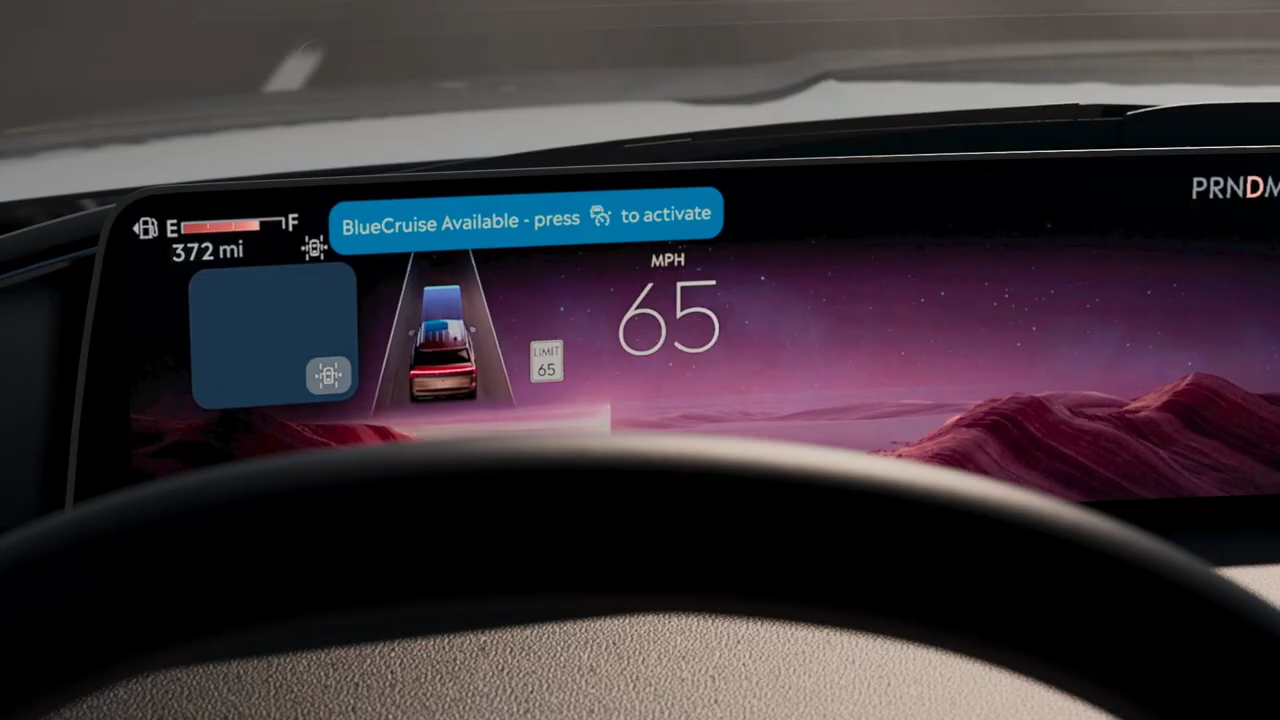 PRNDM
E F
BlueCruise Available - press to activate
372 mi
MPH
65
LIMIT
65